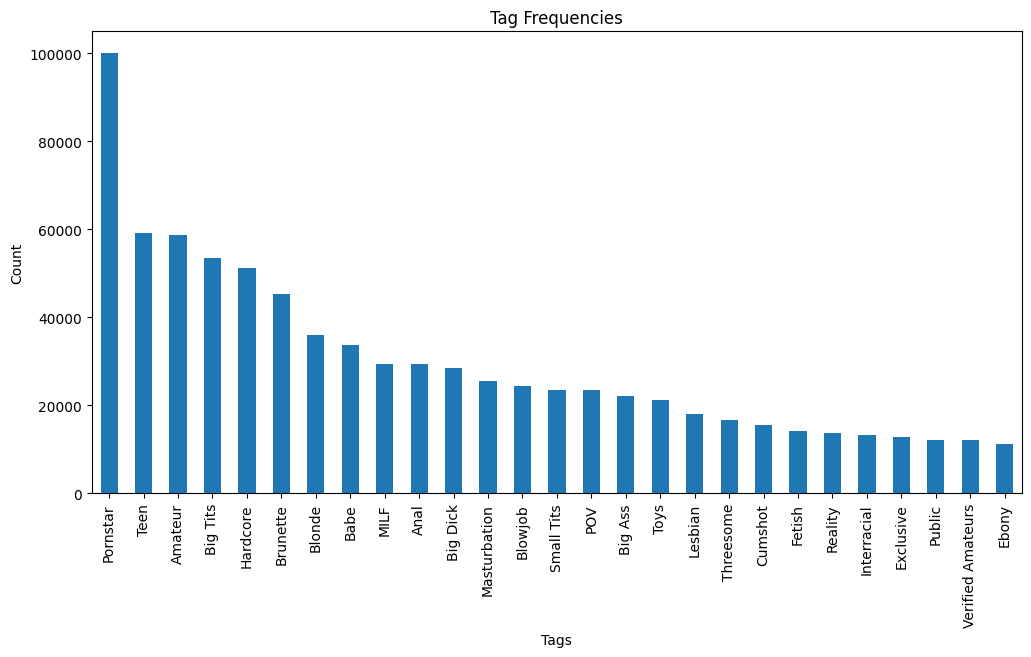 Tag Frequencies
Count
100000
80000
60000
40000
20000
0
Pornstar
Teen
Amateur
Big Tits
Hardcore
Brunette
Blonde
Babe
MILF
Anal
Big Dick
Masturbation
Blowjob
Small Tits
POV
Big Ass
Toys
Lesbian
Threesome
Cumshot
Fetish
Reality
Interracial
Exclusive
Public
Verified Amateurs
Ebony
Tags